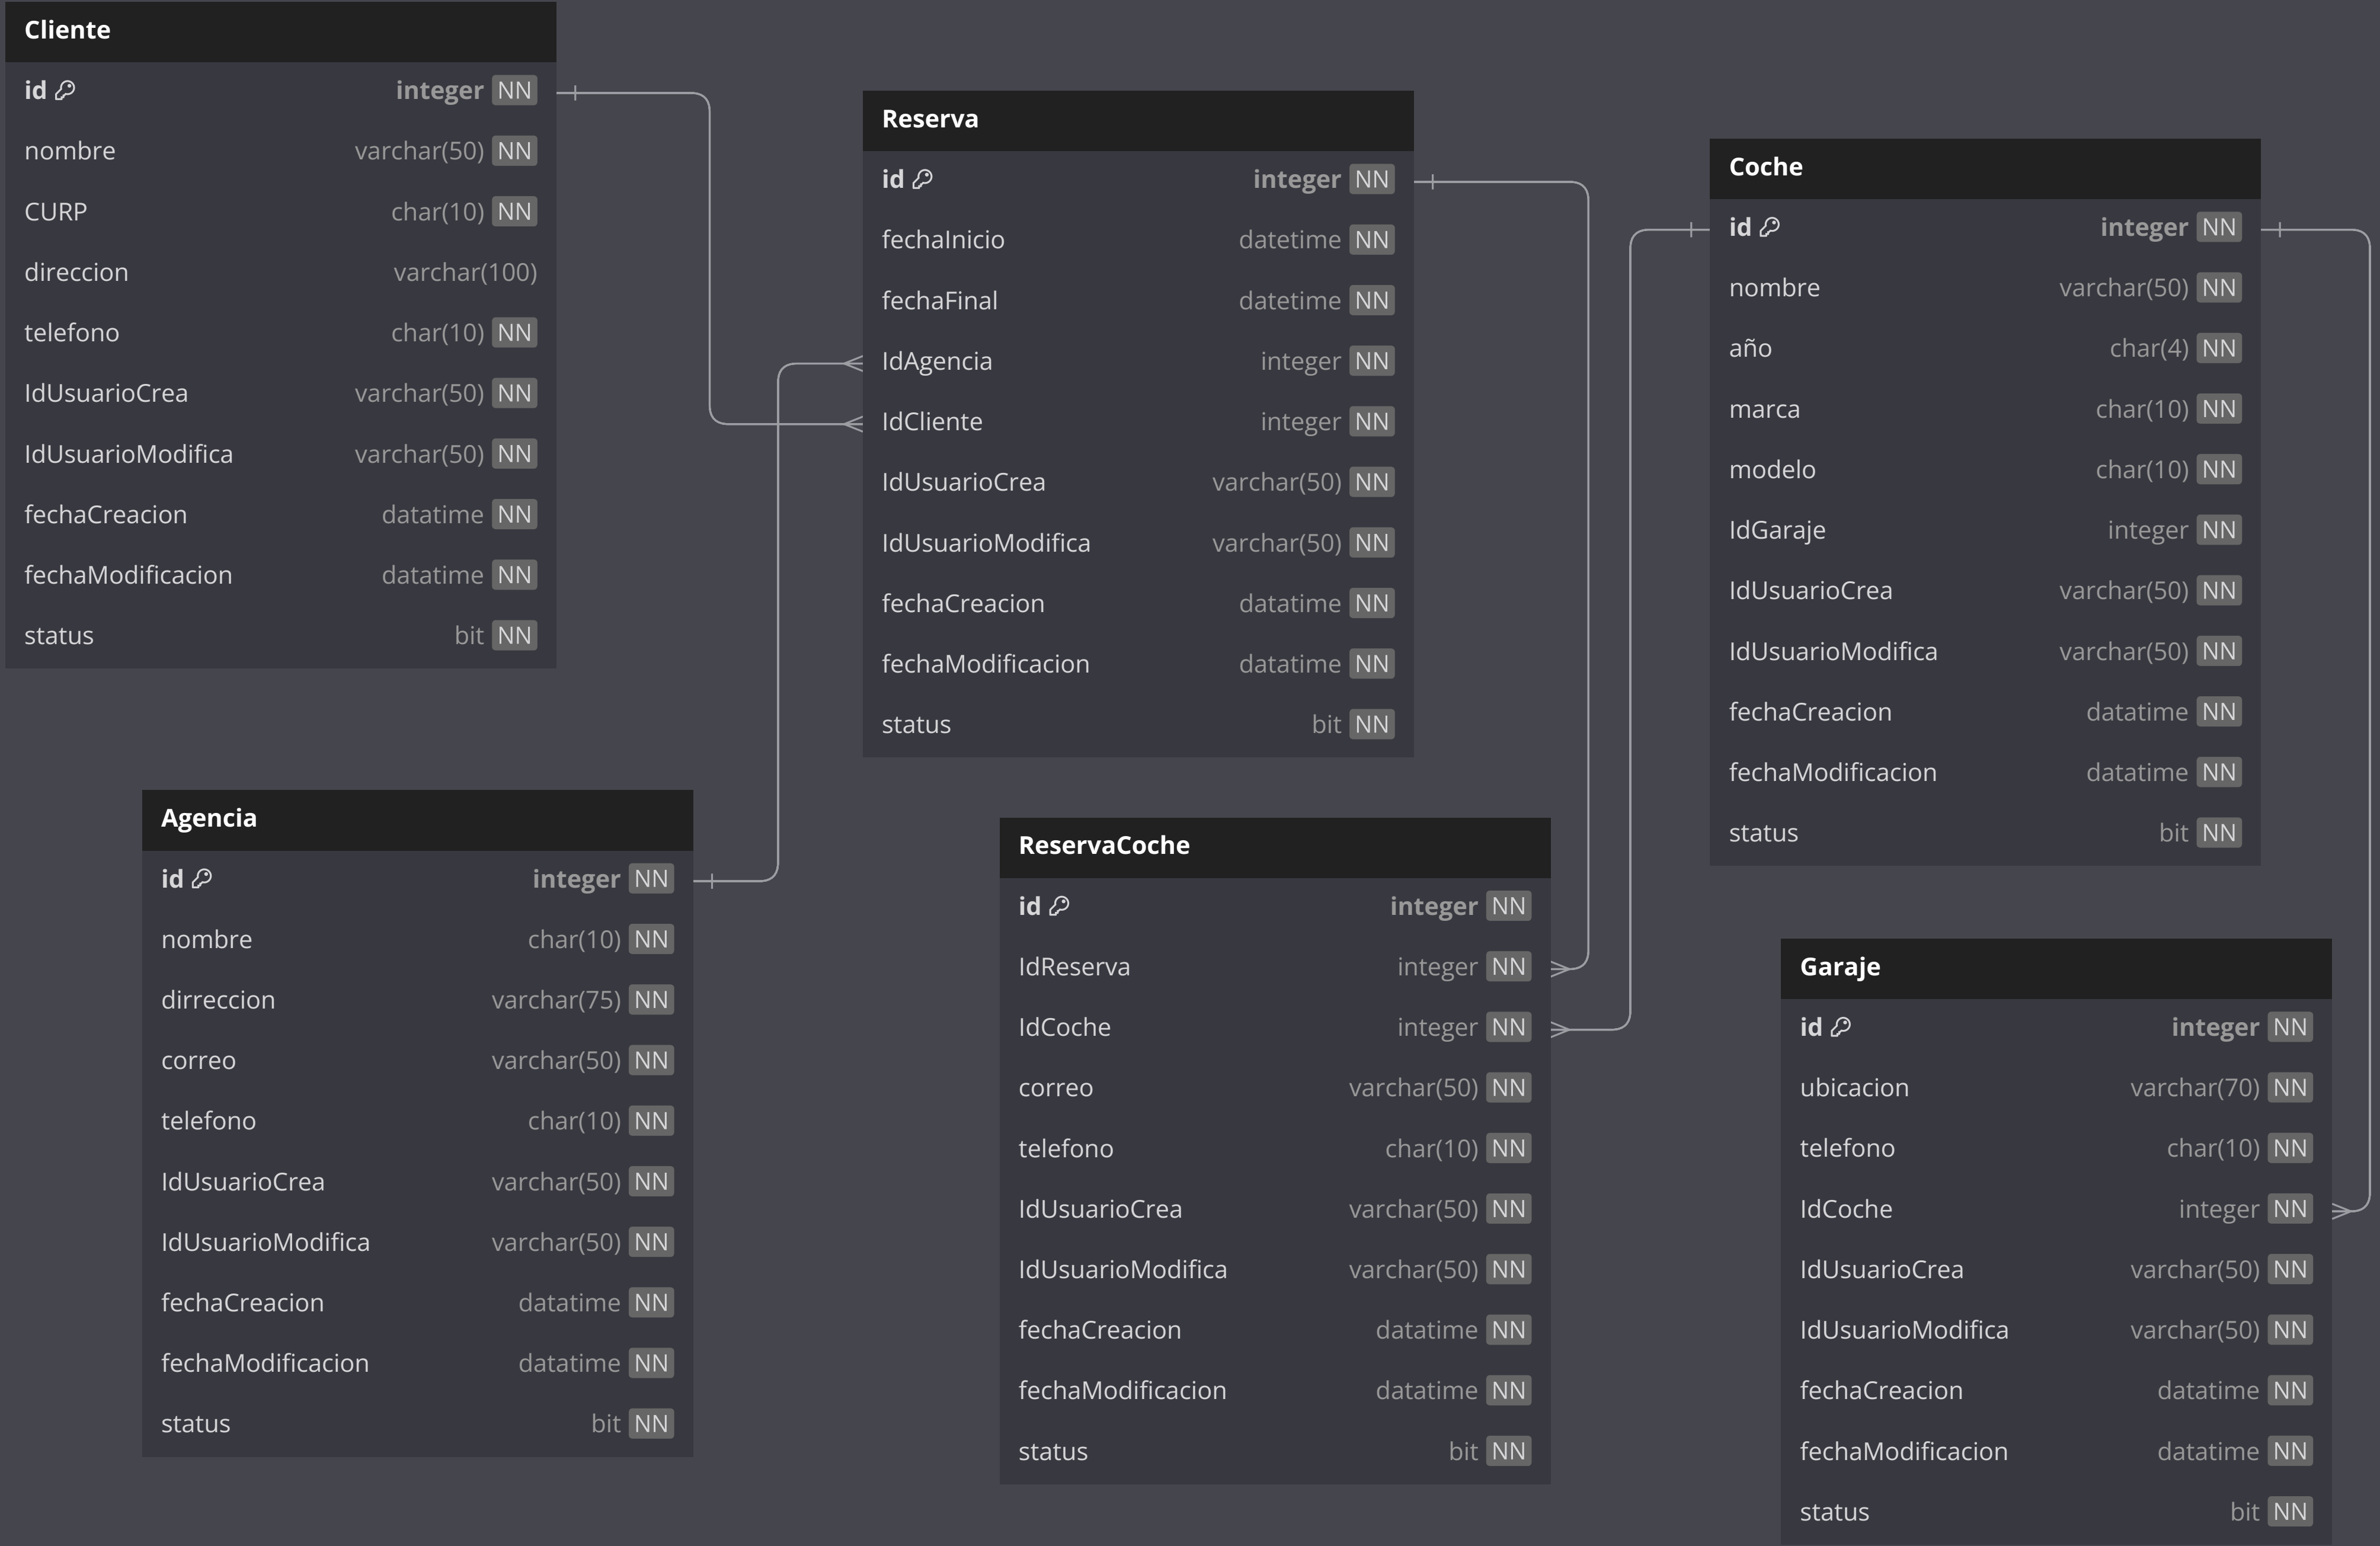 Cliente
id integer NN
nombre varchar(50) NN
CURP char(10) NN
direccion varchar(100)
telefono char(10) NN
IdUsuarioCrea varchar(50) NN
IdUsuarioModifica varchar(50) NN
fechaCreacion datatime NN
fechaModificacion datatime NN
status bit NN
Reserva
id integer NN
fechaInicio datetime NN
fechaFinal datetime NN
IdAgencia integer NN
IdCliente integer NN
IdUsuarioCrea varchar(50) NN
IdUsuarioModifica varchar(50) NN
fechaCreacion datatime NN
fechaModificacion datatime NN
status bit NN
Coche
id integer NN
nombre varchar(50) NN
año char(4) NN
marca char(10) NN
modelo char(10) NN
IdGaraje integer NN
IdUsuarioCrea varchar(50) NN
IdUsuarioModifica varchar(50) NN
fechaCreacion datatime NN
fechaModificacion datatime NN
status bit NN
Agencia
id integer NN
nombre char(10) NN
dirreccion varchar(75) NN
correo varchar(50) NN
telefono char(10) NN
IdUsuarioCrea varchar(50) NN
IdUsuarioModifica varchar(50) NN
fechaCreacion datatime NN
fechaModificacion datatime NN
status bit NN
ReservaCoche
id integer NN
IdReserva integer NN
IdCoche integer NN
correo varchar(50) NN
telefono char(10) NN
IdUsuarioCrea varchar(50) NN
IdUsuarioModifica varchar(50) NN
fechaCreacion datatime NN
fechaModificacion datatime NN
status bit NN
Garaje
id integer NN
ubicacion varchar(70) NN
telefono char(10) NN
IdCoche integer NN
IdUsuarioCrea varchar(50) NN
IdUsuarioModifica varchar(50) NN
fechaCreacion datatime NN
fechaModificacion datatime NN
status bit NN